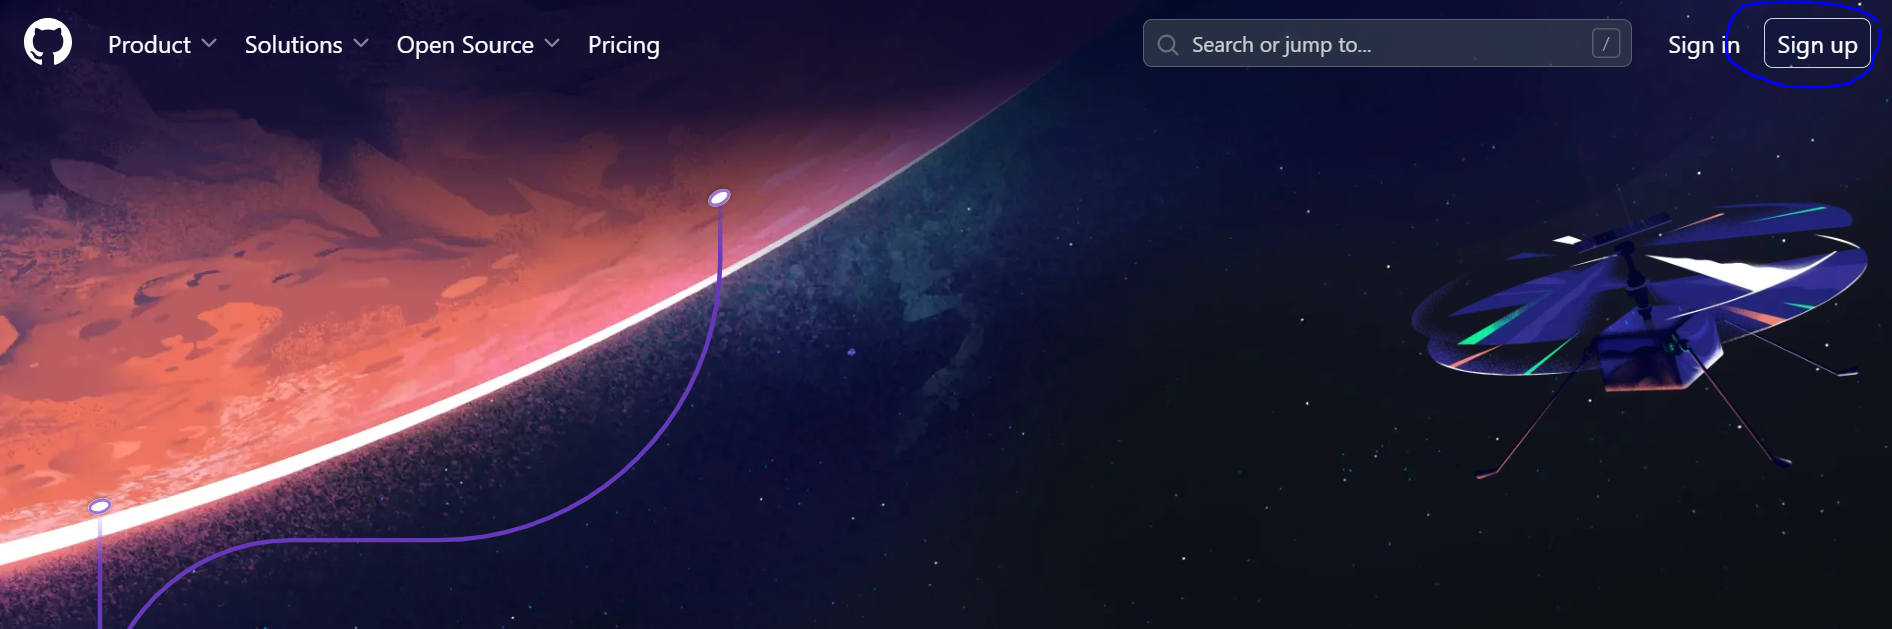 Product Solutions Open Source Pricing Search or jump to... / Sign in Sign up